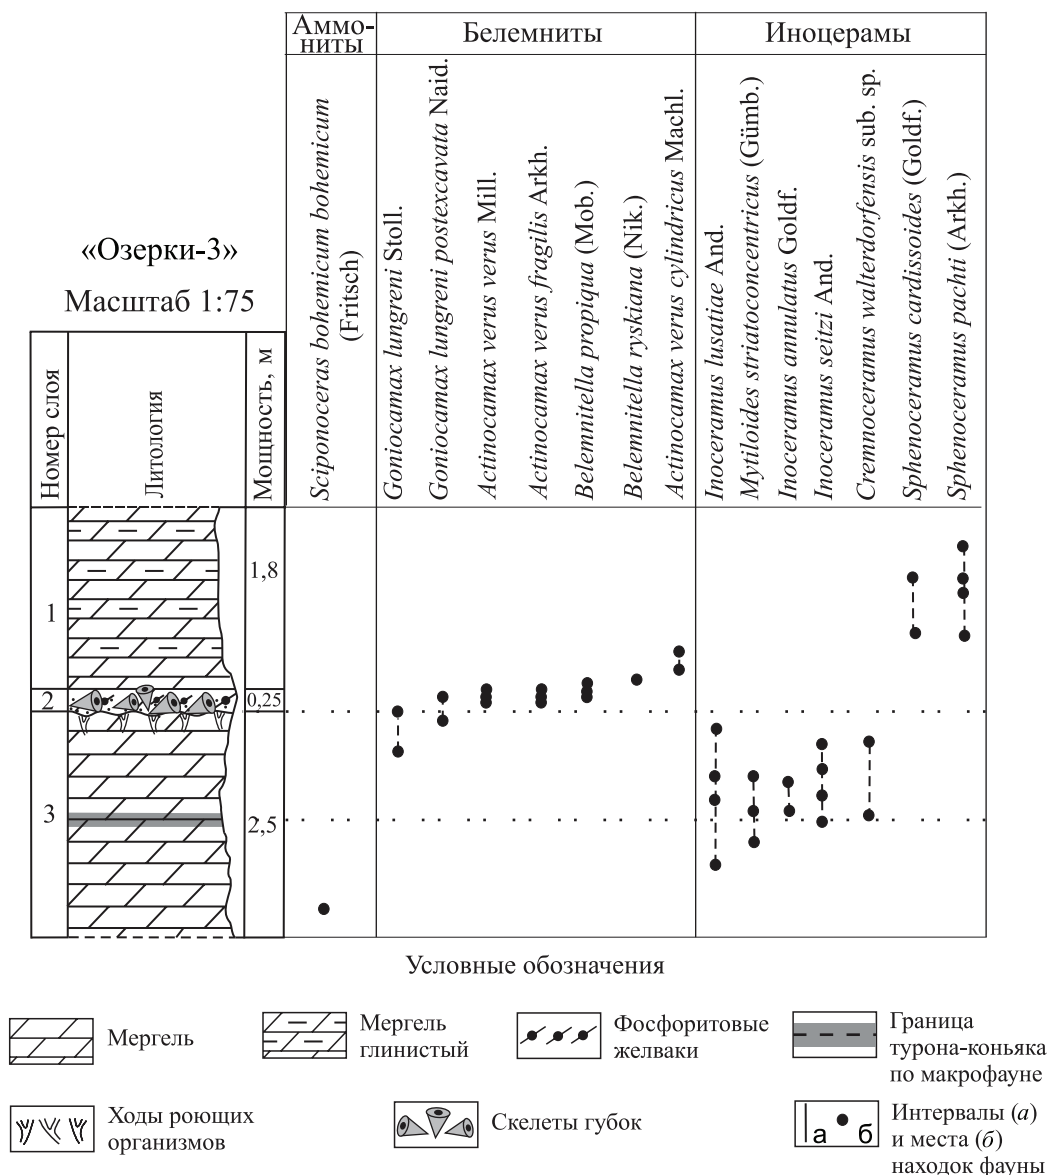 Аммо-
ниты
Белемниты
Иноцерамы
«Озерки-3»
Масштаб 1:75
Номер слоя
Литология
Мощность, м
Sciponoceras bohemicum bohemicum
(Fritsch)
Goniocamax lungreni Stoll.
Goniocamax lungreni postexcavata Naid.
Actinocamax verus verus Mill.
Actinocamax verus fragilis Arkh.
Belemnitella propiqua (Mob.)
Belemnitella ryskiana (Nik.)
Actinocamax verus cylindricus Machl.
Inoceramus lusatiae And.
Mytiloides striatoconcentricus (Gümb.)
Inoceramus annulatus Goldf.
Inoceramus seitzi And.
Cremnoceramus walterdorfensis sub. sp.
Sphenoceramus cardissoides (Goldf.)
Sphenoceramus pachti (Arkh.)
1
1,8
2
0,25
3
2,5
Условные обозначения
Мергель
Мергель
глинистый
Фосфоритовые
желваки
Граница
турона-коньяка
по макрофауне
Ходы роющих
организмов
Скелеты губок
а б
Интервалы (а)
и места (б)
находок фауны